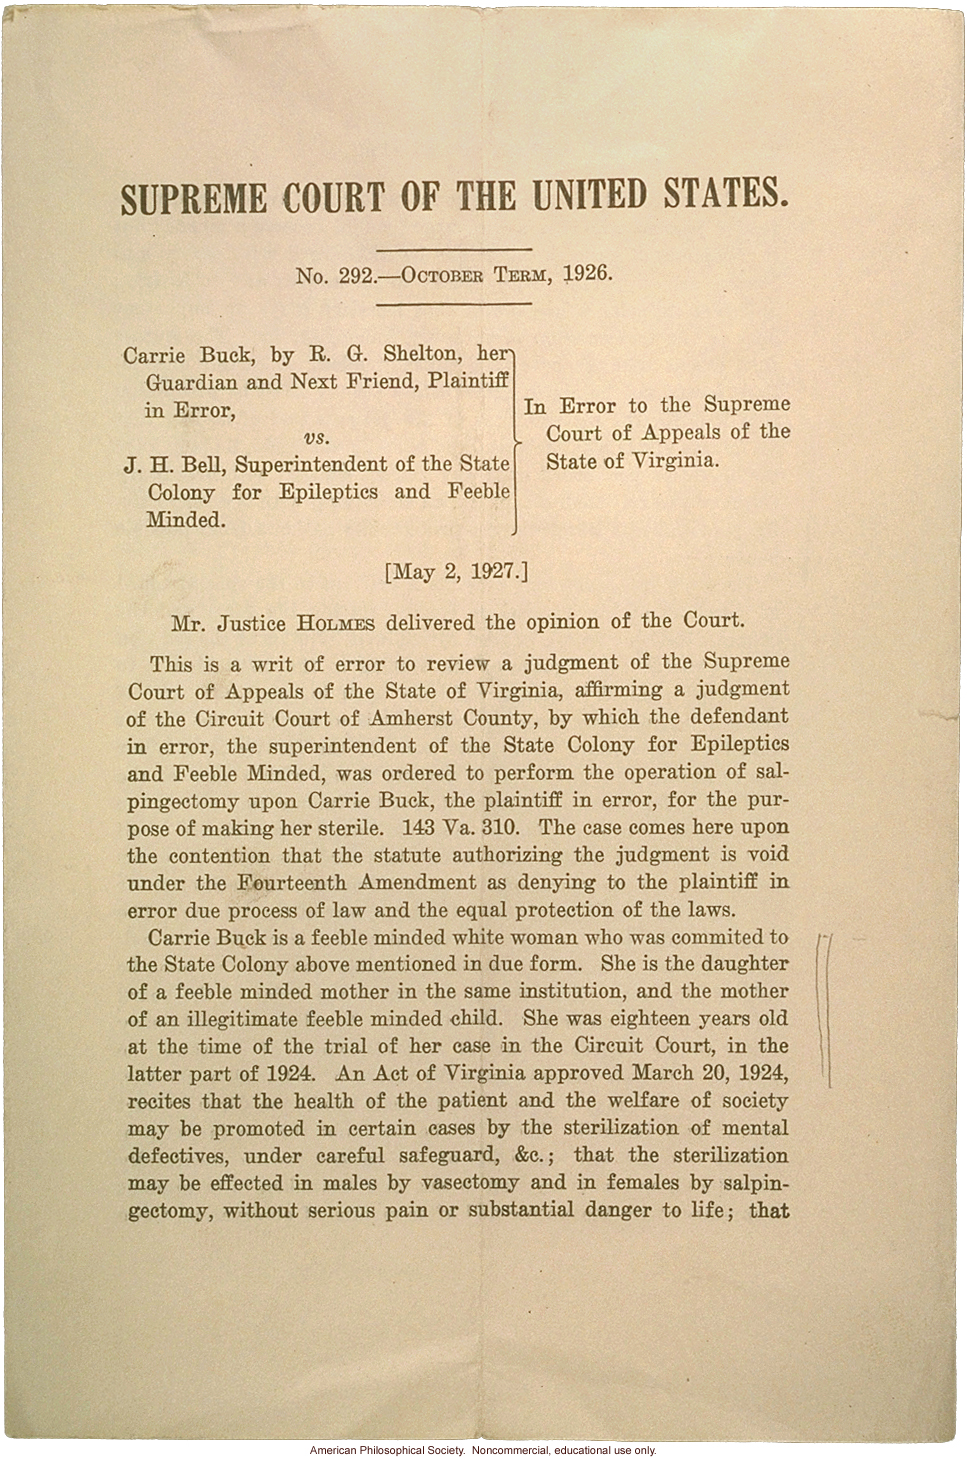 SUPREME COURT OF THE UNITED STATES.
No. 292.—October Term, 1926.
Carrie Buck, by R. G. Shelton, her
Guardian and Next Friend, Plaintiff
in Error,
vs.
J. H. Bell, Superintendent of the State
Colony for Epileptics and Feeble
Minded.
In Error to the Supreme
Court of Appeals of the
State of Virginia.
[May 2, 1927.]
Mr. Justice Holmes delivered the opinion of the Court.
This is a writ of error to review a judgment of the Supreme
Court of Appeals of the State of Virginia, affirming a judgment
of the Circuit Court of Amherst County, by which the defendant
in error, the superintendent of the State Colony for Epileptics
and Feeble Minded, was ordered to perform the operation of sal-
pingectomy upon Carrie Buck, the plaintiff in error, for the pur-
pose of making her sterile. 143 Va. 310. The case comes here upon
the contention that the statute authorizing the judgment is void
under the Fourteenth Amendment as denying to the plaintiff in
error due process of law and the equal protection of the laws.
Carrie Buck is a feeble minded white woman who was commited to
the State Colony above mentioned in due form. She is the daughter
of a feeble minded mother in the same institution, and the mother
of an illegitimate feeble minded child. She was eighteen years old
at the time of the trial of her case in the Circuit Court, in the
latter part of 1924. An Act of Virginia approved March 20, 1924,
recites that the health of the patient and the welfare of society
may be promoted in certain cases by the sterilization of mental
defectives, under careful safeguard, &c.; that the sterilization
may be effected in males by vasectomy and in females by salpin-
gectomy, without serious pain or substantial danger to life; that
American Philosophical Society. Noncommercial, educational use only.